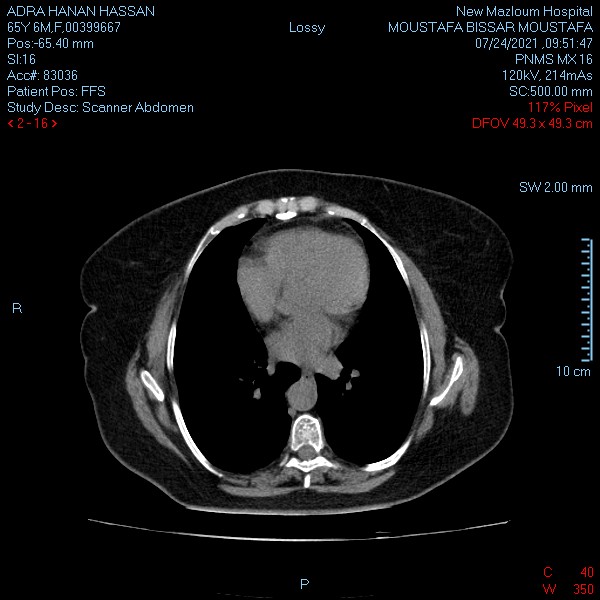 ADRA HANAN HASSAN
65Y 6M,F,00399667
Pos:-65.40 mm
SI:16
Acc#: 83036
Patient Pos: FFS
Study Desc: Scanner Abdomen
< 2 - 16 >
Lossy
New Mazloum Hospital
MOUSTAFA BISSAR MOUSTAFA
07/24/2021 ,09:51:47
PNMS MX 16
120kV, 214mAs
SC:500.00 mm
117% Pixel
DFOV 49.3 x 49.3 cm
SW 2.00 mm
R
10 cm
P
C 40
W 350